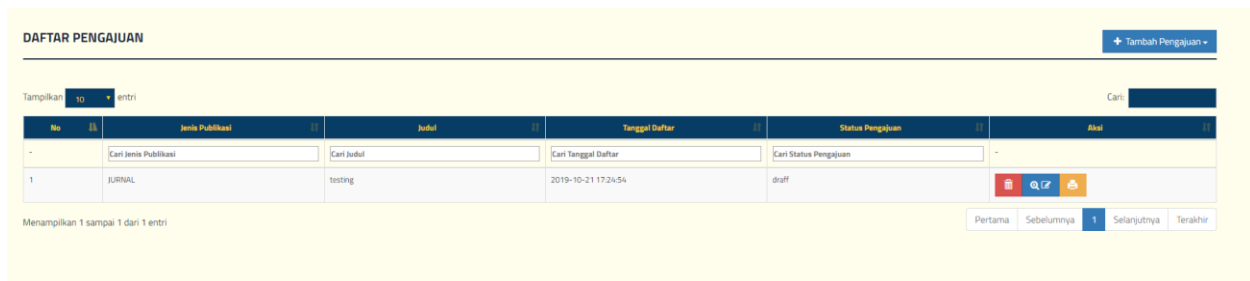 DAFTAR PENGAJUAN
Tambah Pengajuan
Tampilkan 10 entri Cari:
No Jenis Publikasi Judul Tanggal Daftar Status Pengajuan Aksi
- Cari Jenis Publikasi Cari Judul Cari Tanggal Daftar Cari Status Pengajuan -
1 JURNAL testing 2019-10-21 17:24:54 draff
Menampilkan 1 sampai 1 dari 1 entri Pertama Sebelumnya 1 Selanjutnya Terakhir